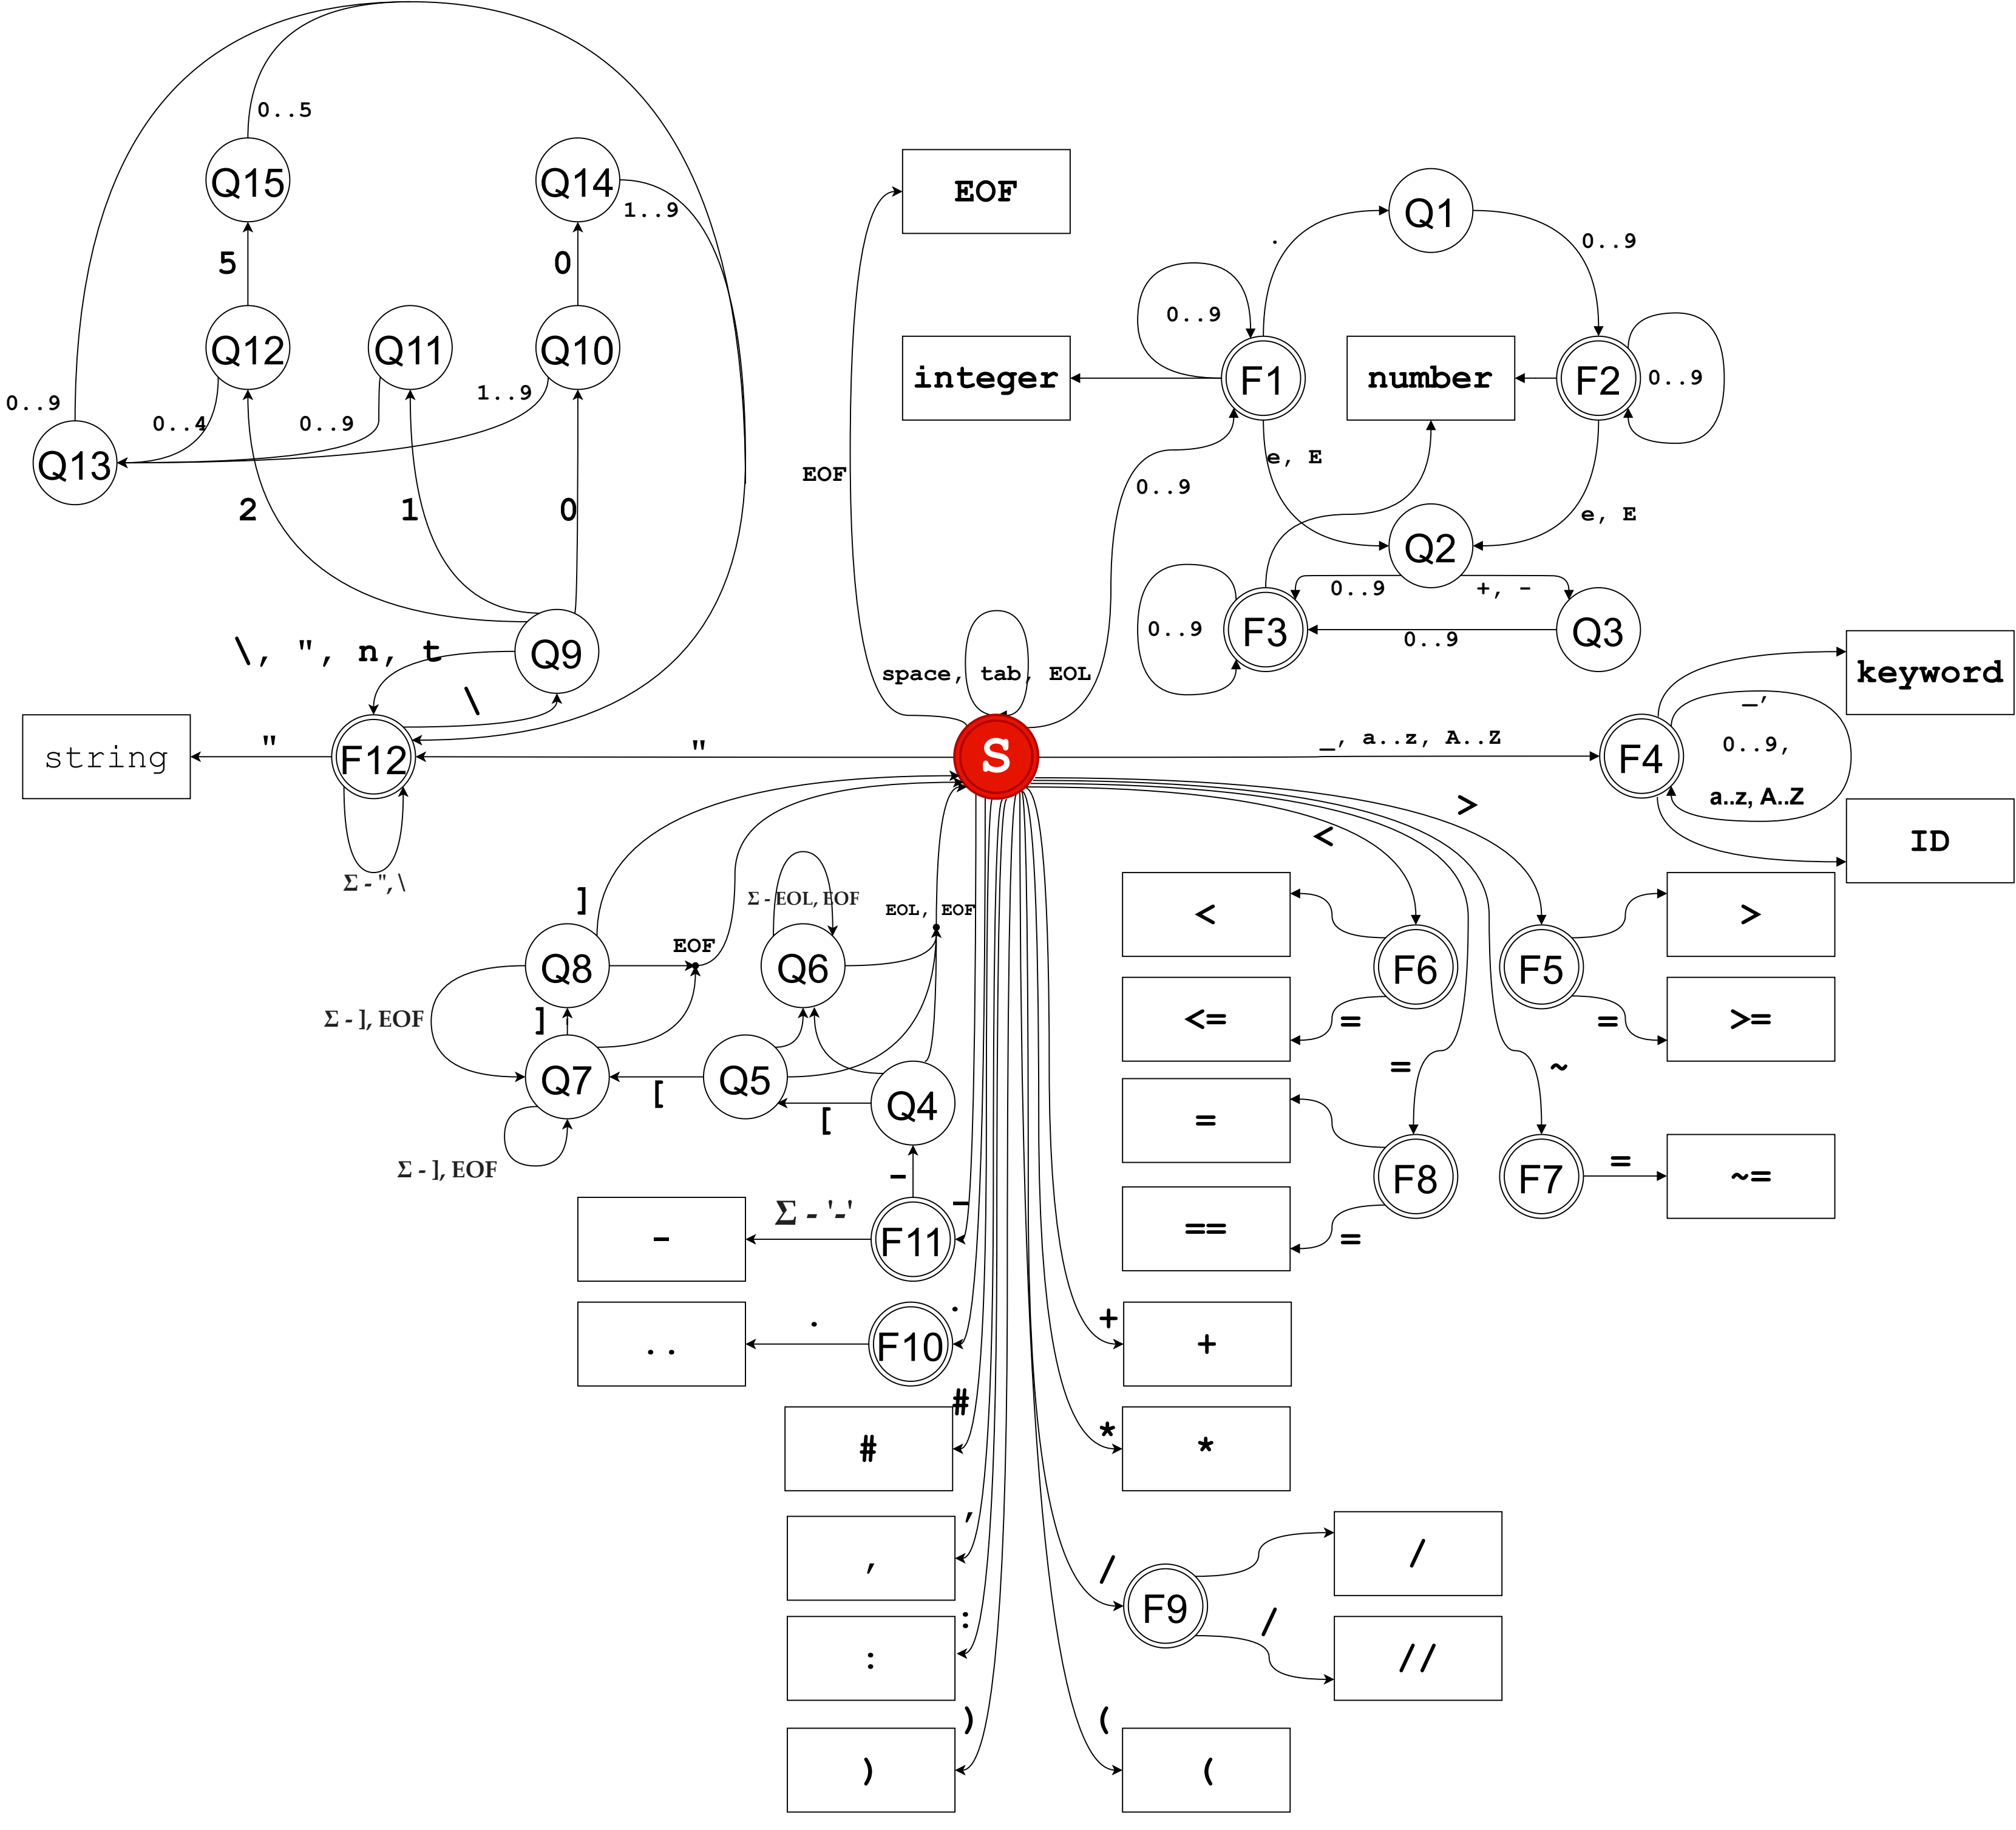 0..5
Q15
Q14
1..9
EOF
Q1
.
0..9
5
0
0..9
Q12
Q11
Q10
integer
F1
number
F2
0..9
0..9
0..4
0..9
1..9
Q13
EOF
e, E
0..9
2
1
0
e, E
Q2
0..9
+, -
0..9
F3
0..9
Q3
\, ", n, t
Q9
space, tab, EOL
keyword
\
string
"
F12
"
S
_, a..z, A..Z
F4
_,
0..9,
a..z, A..Z
ID
Σ - ", \
]
EOF
Σ - EOL, EOF
EOL, EOF
<
>
Q8
Q6
<
F6
F5
>
Σ - ], EOF
]
<=
=
=
>=
Q7
[
Q5
[
Q4
=
~
Σ - ], EOF
=
F8
F7
=
~=
-
-
Σ - '-'
-
F11
==
=
..
.
F10
.
+
+
#
#
*
*
,
,
/
F9
/
:
:
/
//
)
)
(
(